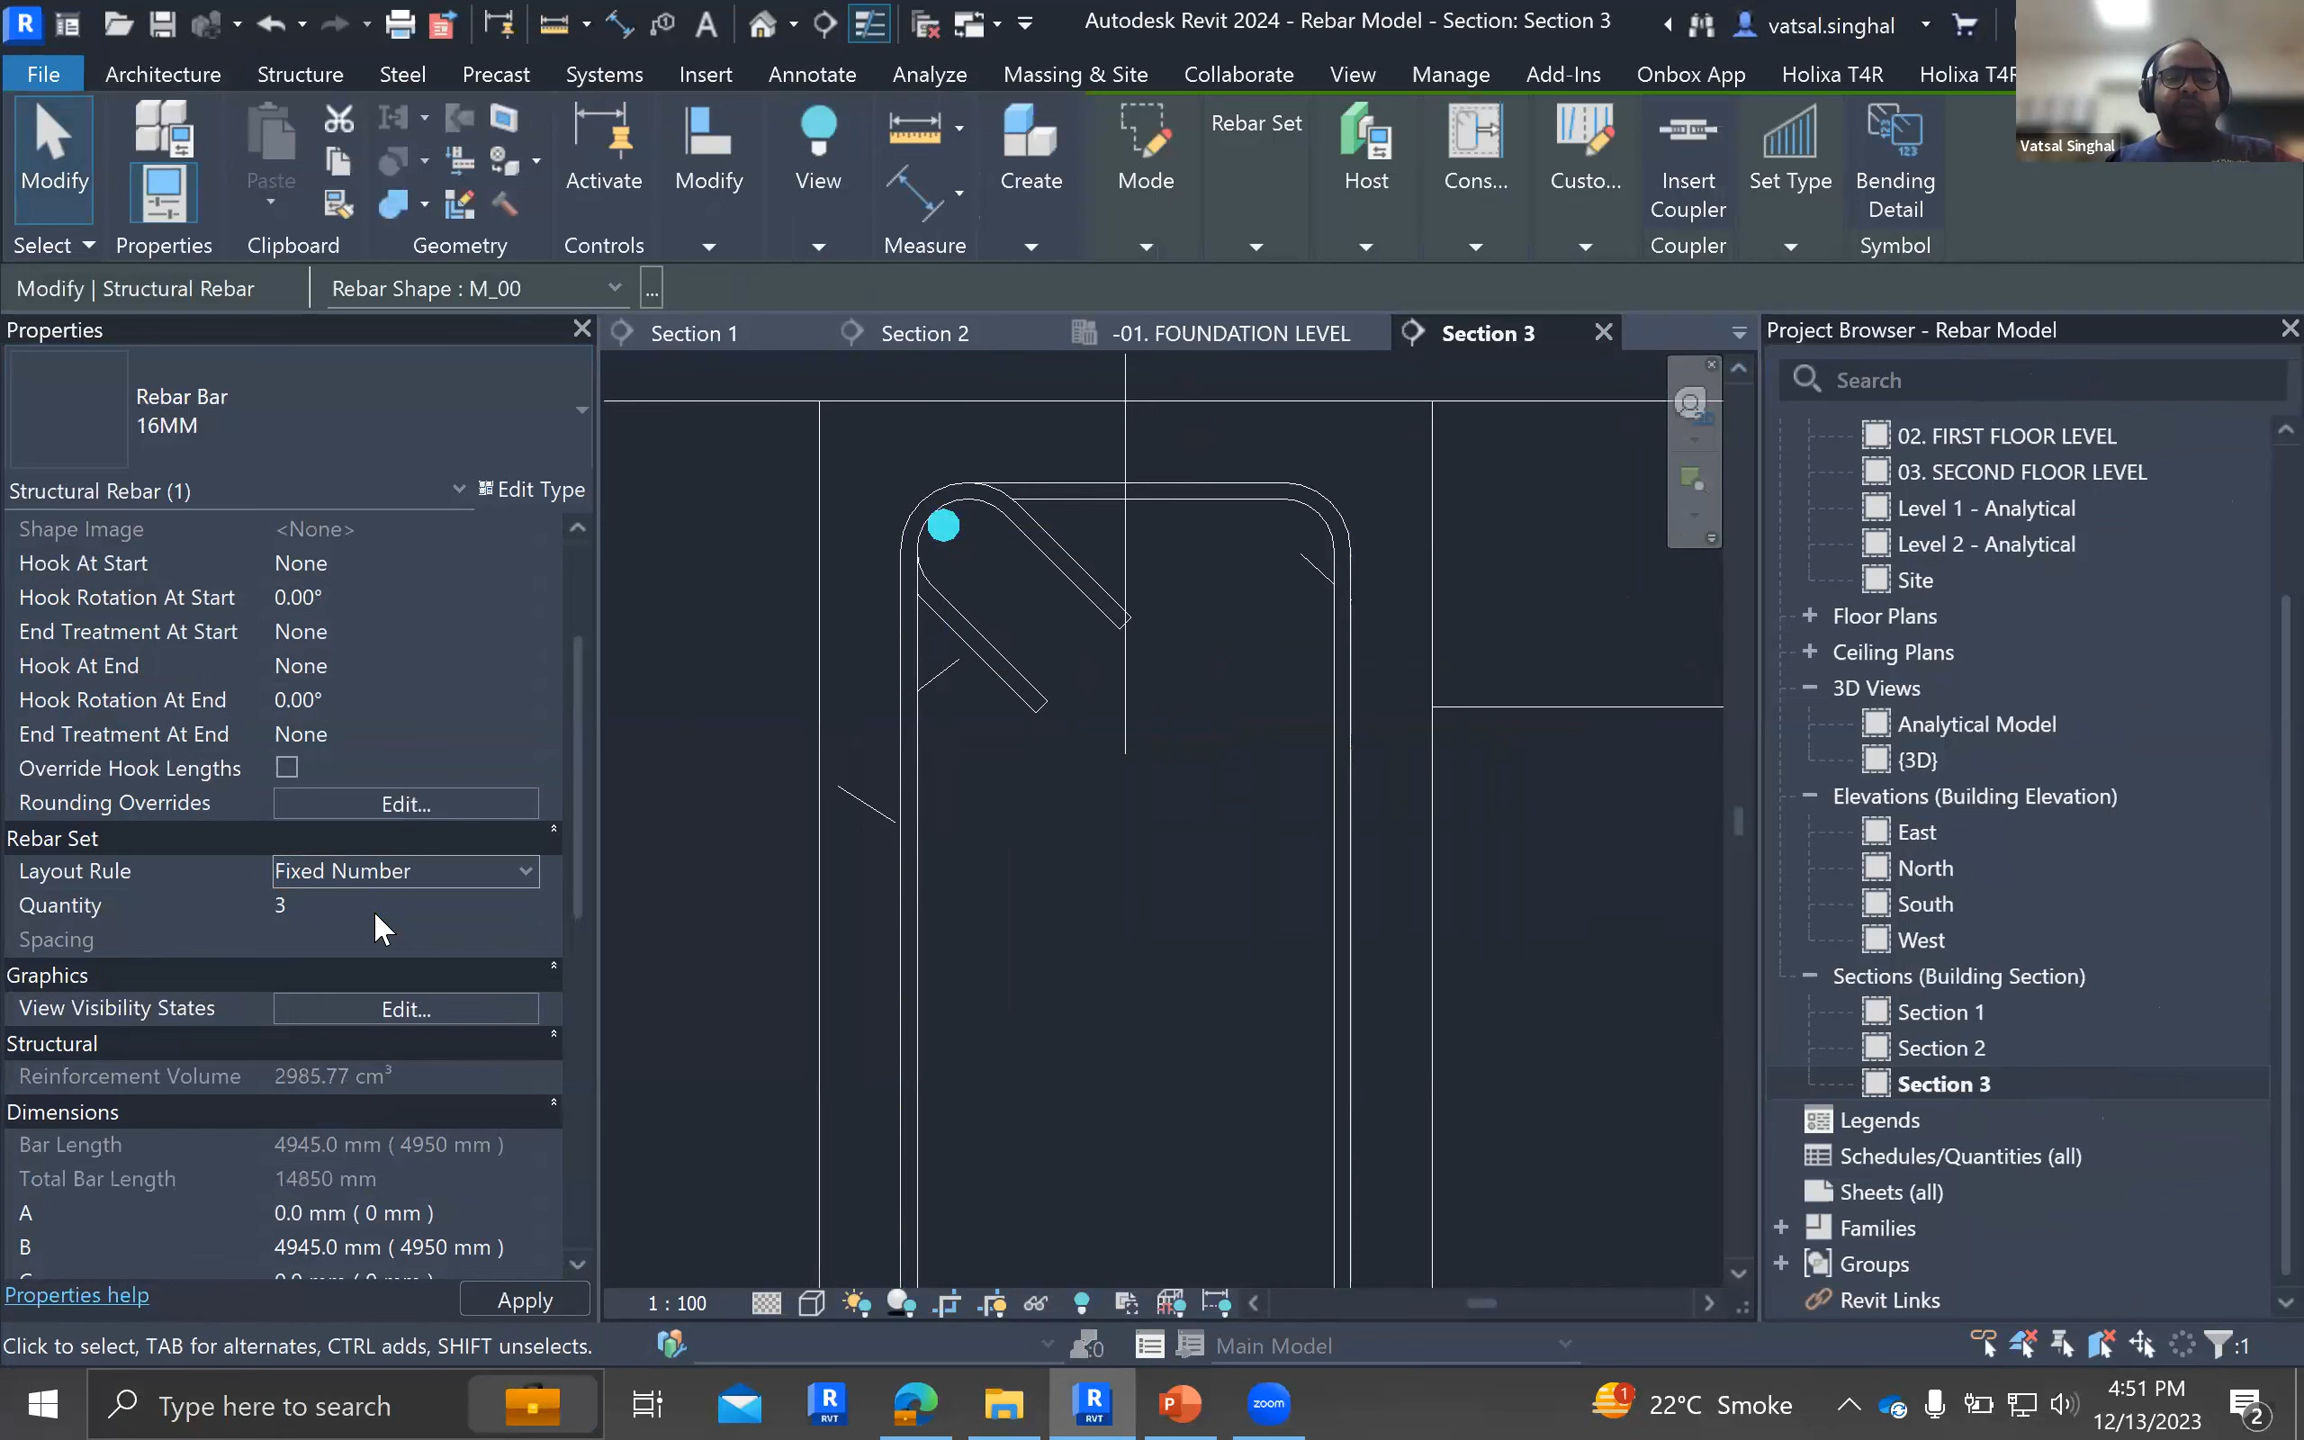 Autodesk Revit 2024 - Rebar Model - Section: Section 3
vatsal.singhal
File Architecture Structure Steel Precast Systems Insert Annotate Analyze Massing & Site Collaborate View Manage Add-Ins Onbox App Holixa T4R Holixa T4R
Modify
Paste
Activate
Modify
View
Create
Mode
Rebar Set
Host
Cons...
Custo...
Insert Coupler
Set Type
Bending Detail
Select
Properties
Clipboard
Geometry
Controls
Measure
Coupler
Symbol
Vatsal Singhal
Modify | Structural Rebar
Rebar Shape : M_00
...
Properties
Rebar Bar
16MM
Structural Rebar (1)
Edit Type
Shape Image <None>
Hook At Start None
Hook Rotation At Start 0.00°
End Treatment At Start None
Hook At End None
Hook Rotation At End 0.00°
End Treatment At End None
Override Hook Lengths
Rounding Overrides Edit...
Rebar Set
Layout Rule Fixed Number
Quantity 3
Spacing
Graphics
View Visibility States Edit...
Structural
Reinforcement Volume 2985.77 cm³
Dimensions
Bar Length 4945.0 mm ( 4950 mm )
Total Bar Length 14850 mm
A 0.0 mm ( 0 mm )
B 4945.0 mm ( 4950 mm )
Properties help
Apply
Section 1
Section 2
-01. FOUNDATION LEVEL
Section 3
1 : 100
Project Browser - Rebar Model
Search
02. FIRST FLOOR LEVEL
03. SECOND FLOOR LEVEL
Level 1 - Analytical
Level 2 - Analytical
Site
Floor Plans
Ceiling Plans
3D Views
Analytical Model
{3D}
Elevations (Building Elevation)
East
North
South
West
Sections (Building Section)
Section 1
Section 2
Section 3
Legends
Schedules/Quantities (all)
Sheets (all)
Families
Groups
Revit Links
Click to select, TAB for alternates, CTRL adds, SHIFT unselects.
:0
Main Model
:1
Type here to search
zoom
22°C Smoke
4:51 PM
12/13/2023
2